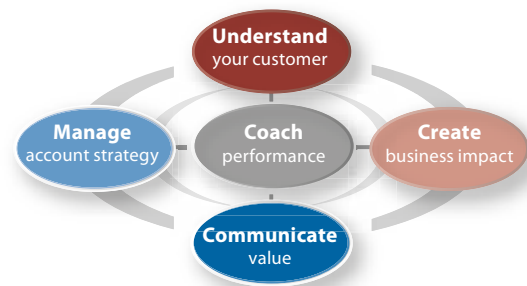 Understand
your customer
Manage
account strategy
Coach
performance
Create
business impact
Communicate
value